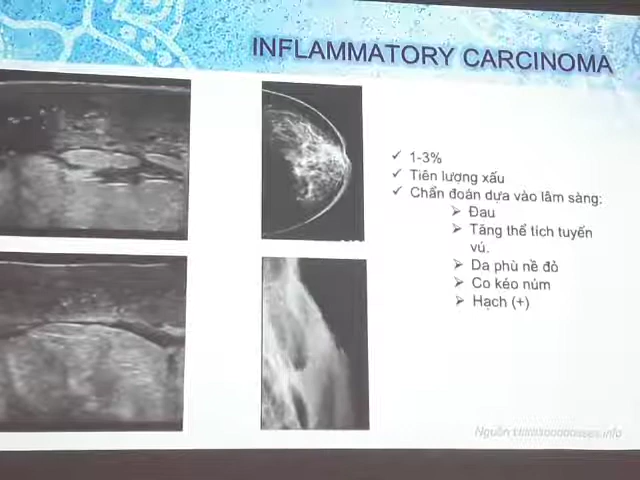 INFLAMMATORY CARCINOMA
✓ 1-3%
✓ Tiên lượng xấu
✓ Chẩn đoán dựa vào lâm sàng:
➢ Đau
➢ Tăng thể tích tuyến
vú.
➢ Da phù nề đỏ
➢ Co kéo núm
➢ Hạch (+)
Nguồn